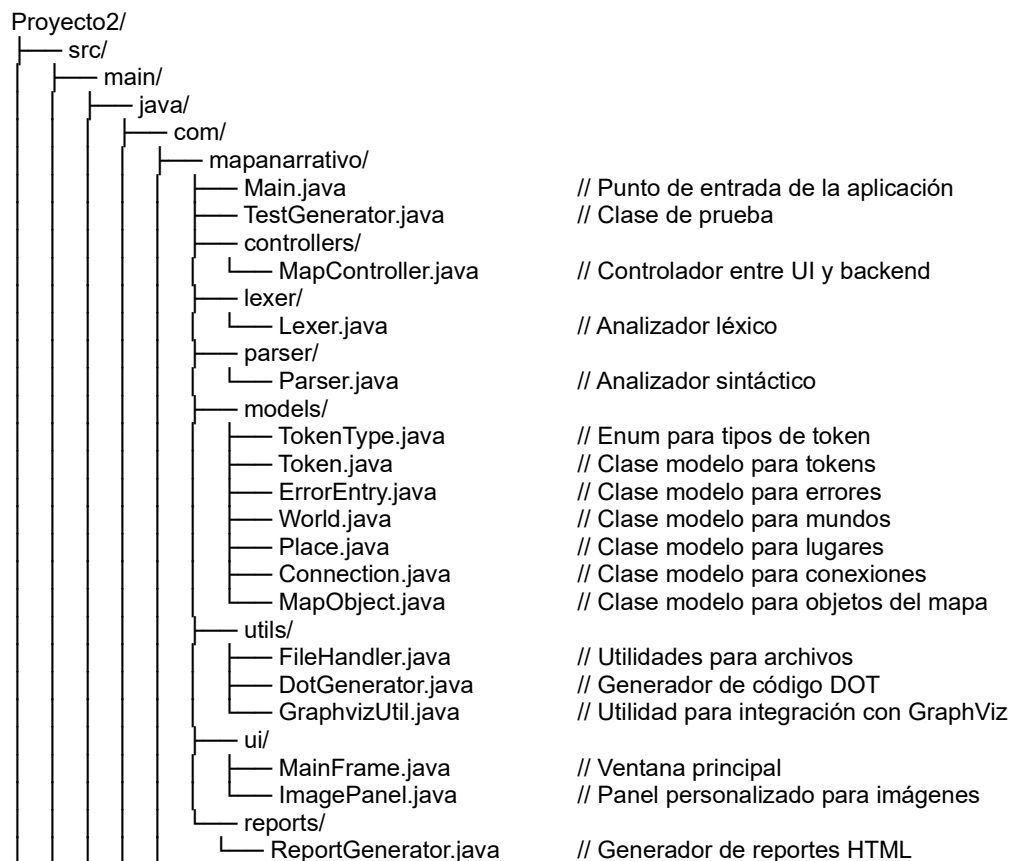 Proyecto2/
├── src/
│   ├── main/
│   │   ├── java/
│   │   │   ├── com/
│   │   │   │   ├── mapanarrativo/
│   │   │   │   │   ├── Main.java // Punto de entrada de la aplicación
│   │   │   │   │   ├── TestGenerator.java // Clase de prueba
│   │   │   │   │   ├── controllers/
│   │   │   │   │   │   └── MapController.java // Controlador entre UI y backend
│   │   │   │   │   ├── lexer/
│   │   │   │   │   │   └── Lexer.java // Analizador léxico
│   │   │   │   │   ├── parser/
│   │   │   │   │   │   └── Parser.java // Analizador sintáctico
│   │   │   │   │   ├── models/
│   │   │   │   │   │   ├── TokenType.java // Enum para tipos de token
│   │   │   │   │   │   ├── Token.java // Clase modelo para tokens
│   │   │   │   │   │   ├── ErrorEntry.java // Clase modelo para errores
│   │   │   │   │   │   ├── World.java // Clase modelo para mundos
│   │   │   │   │   │   ├── Place.java // Clase modelo para lugares
│   │   │   │   │   │   ├── Connection.java // Clase modelo para conexiones
│   │   │   │   │   │   └── MapObject.java // Clase modelo para objetos del mapa
│   │   │   │   │   ├── utils/
│   │   │   │   │   │   ├── FileHandler.java // Utilidades para archivos
│   │   │   │   │   │   ├── DotGenerator.java // Generador de código DOT
│   │   │   │   │   │   └── GraphvizUtil.java // Utilidad para integración con GraphViz
│   │   │   │   │   ├── ui/
│   │   │   │   │   │   ├── MainFrame.java // Ventana principal
│   │   │   │   │   │   └── ImagePanel.java // Panel personalizado para imágenes
│   │   │   │   │   └── reports/
│   │   │   │   │       └── ReportGenerator.java // Generador de reportes HTML